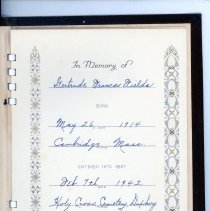 In Memory of
Gertrude Frances Fields
BORN
May 26, 1914
Cambridge, Mass.
ENTERED INTO REST
Feb. 7th 1942
Holy Cross Cemetery